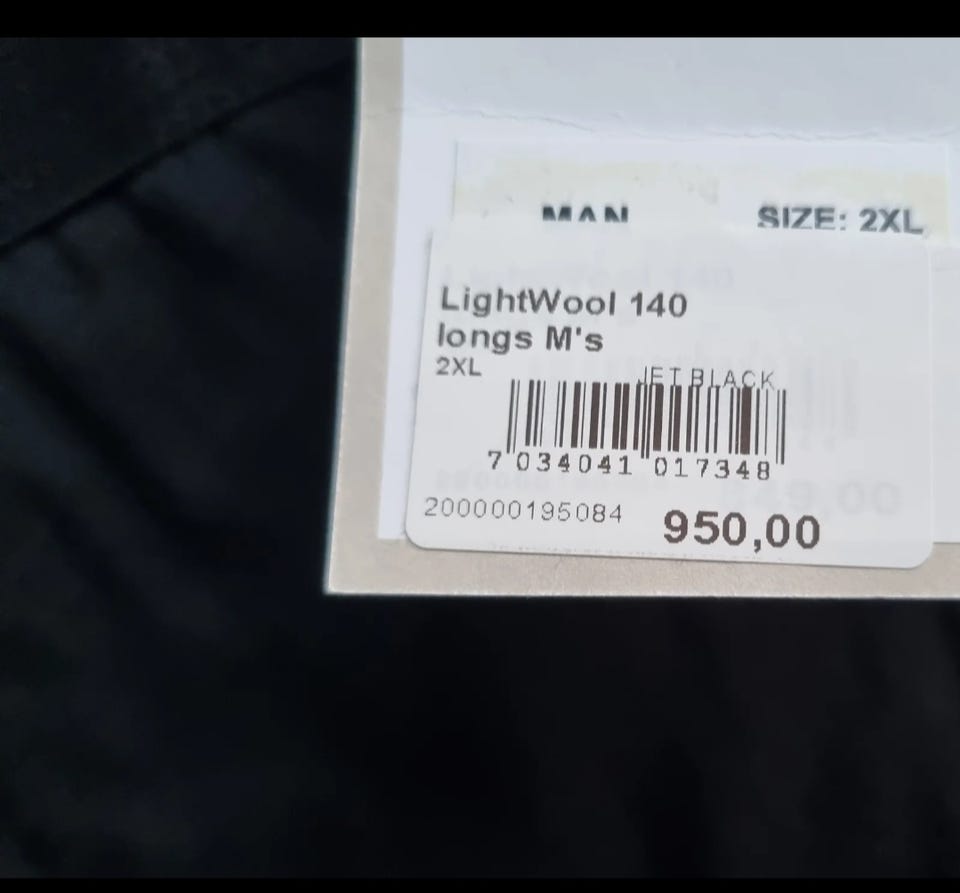 MAN SIZE: 2XL
LightWool 140
longs M's
2XL
JET BLACK
7 034041 017348
200000195084 950,00